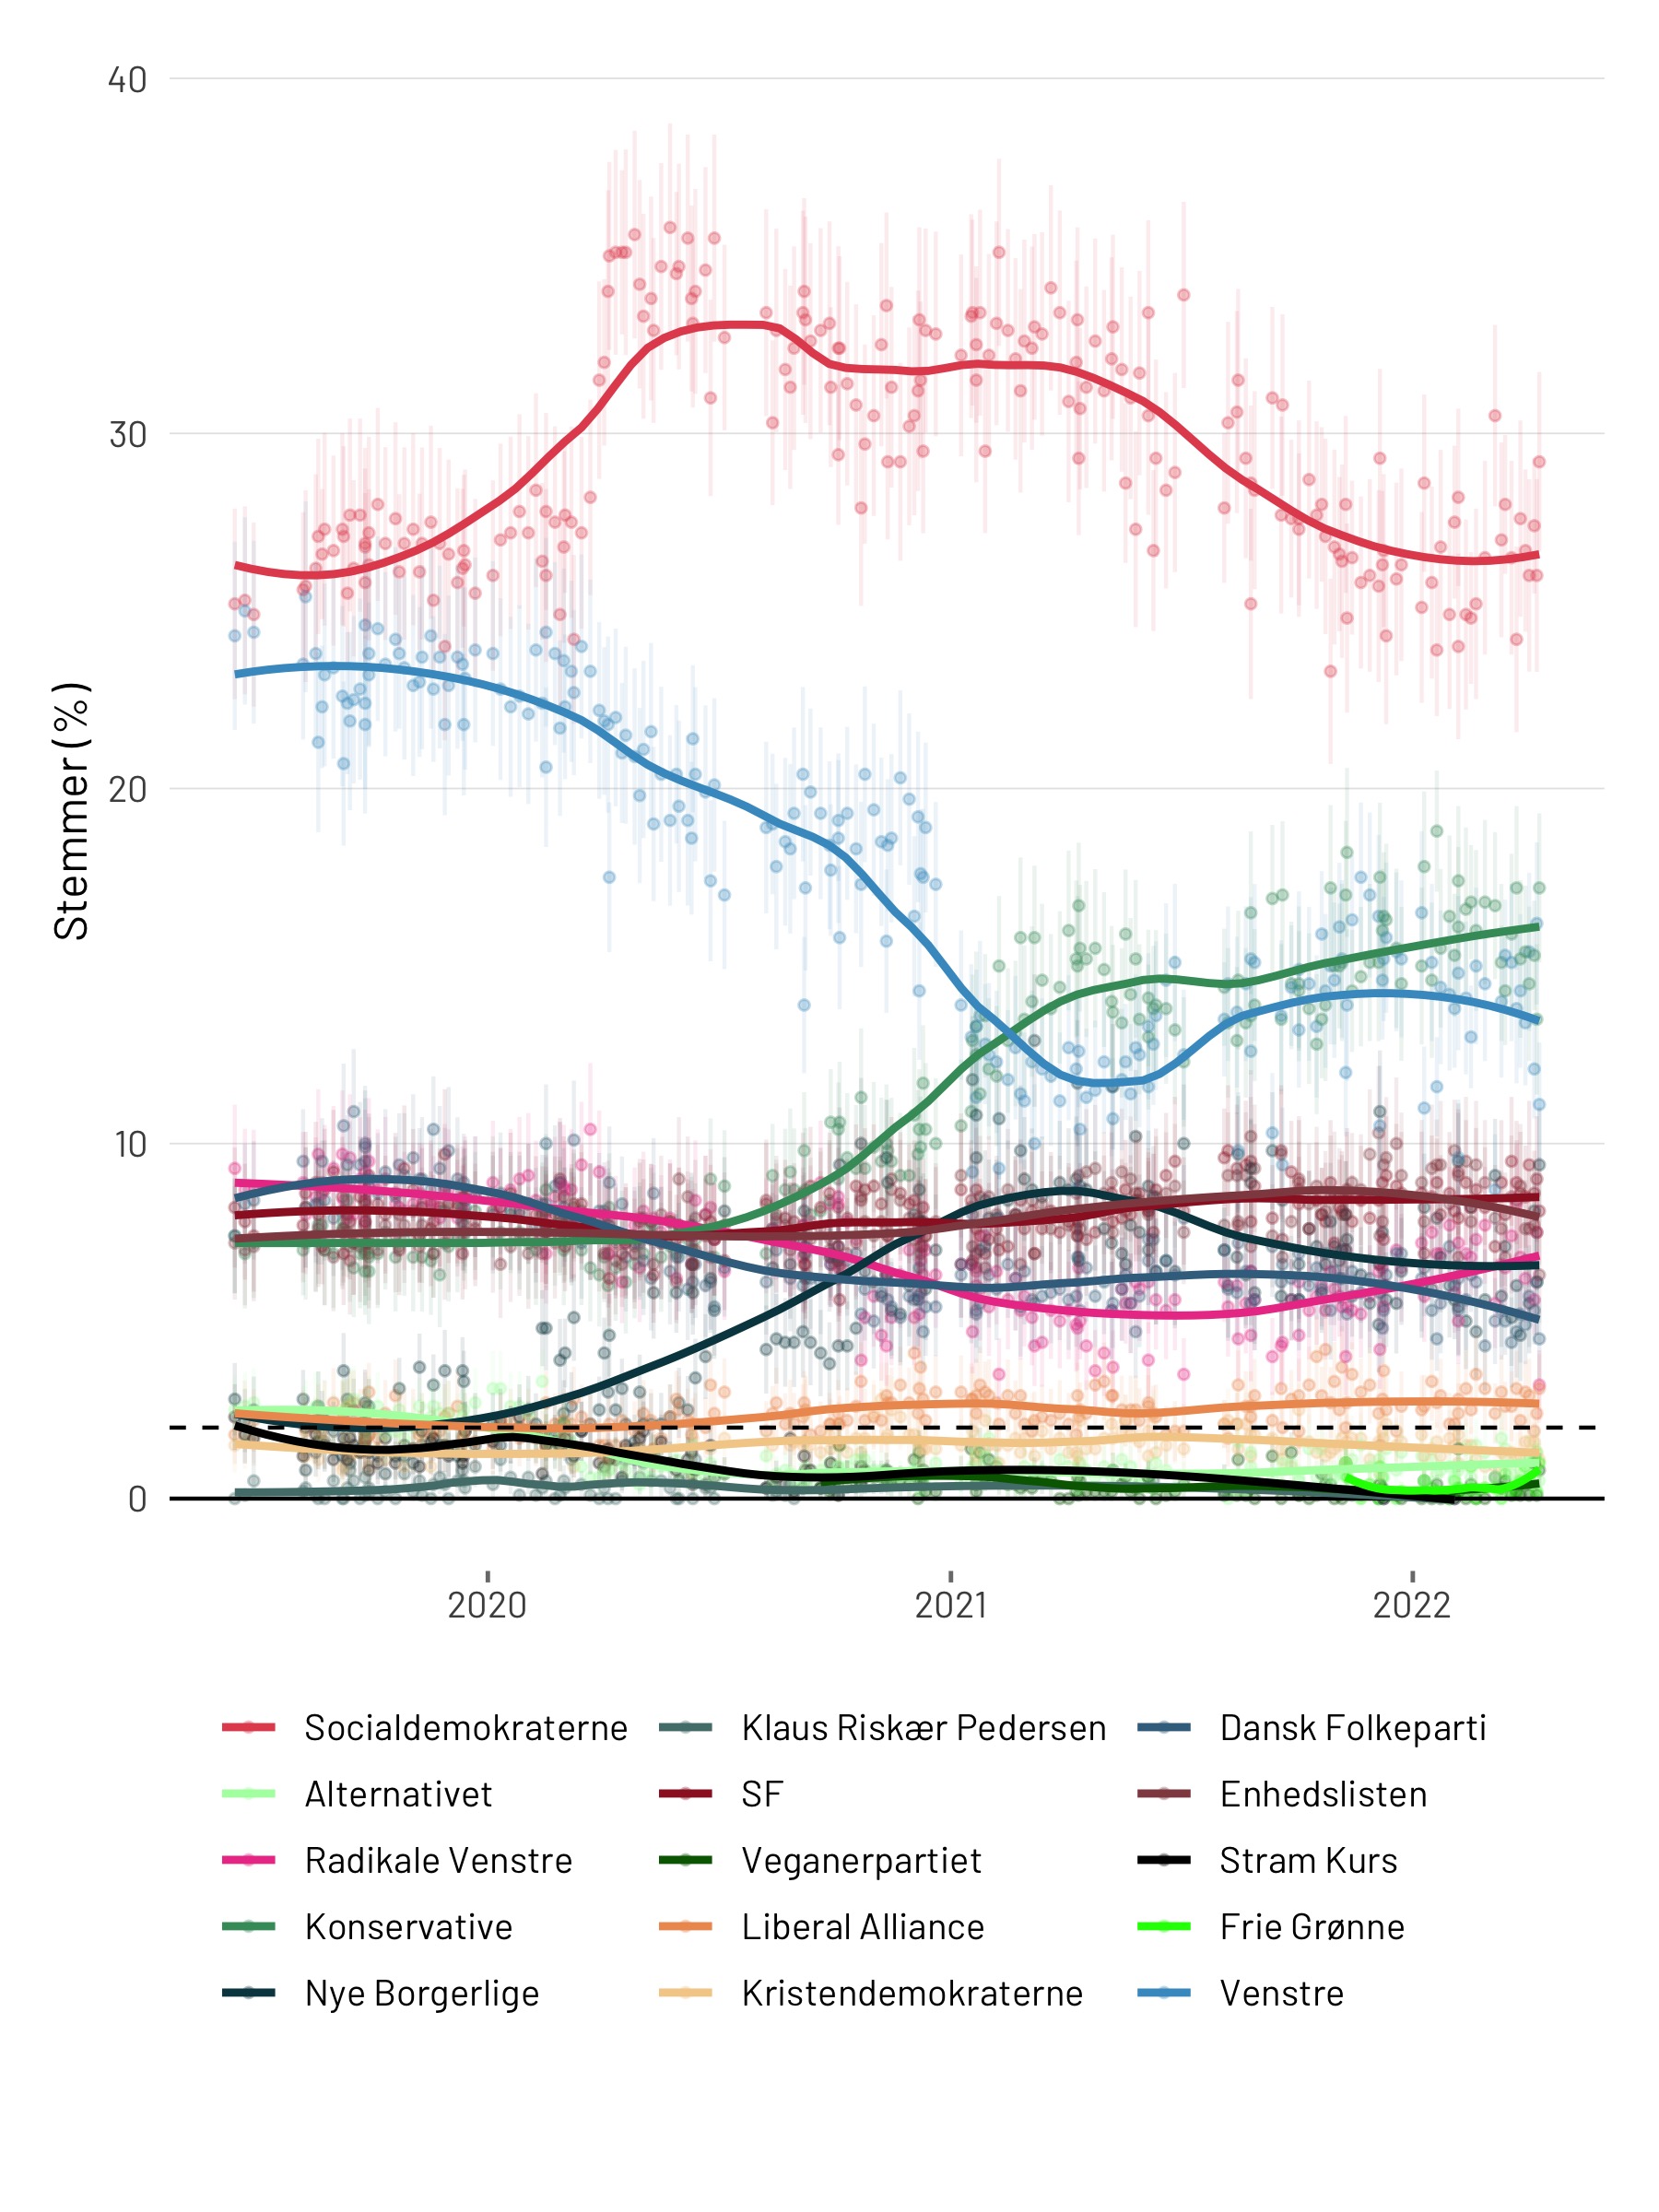 40
30
20
10
0
Stemmer (%)
2020 2021 2022
Socialdemokraterne Klaus Riskær Pedersen Dansk Folkeparti
Alternativet SF Enhedslisten
Radikale Venstre Veganerpartiet Stram Kurs
Konservative Liberal Alliance Frie Grønne
Nye Borgerlige Kristendemokraterne Venstre